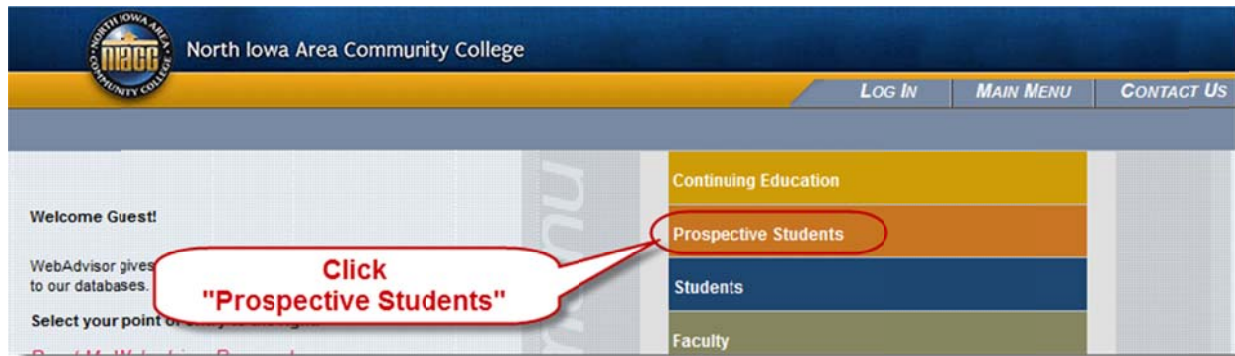 NORTH IOWA AREA
NIACC
COMMUNITY COLLEGE
North Iowa Area Community College
LOG IN
MAIN MENU
CONTACT US
Continuing Education
Welcome Guest!
Prospective Students
WebAdvisor gives
to our databases.
Click
"Prospective Students"
Students
Select your point
Faculty